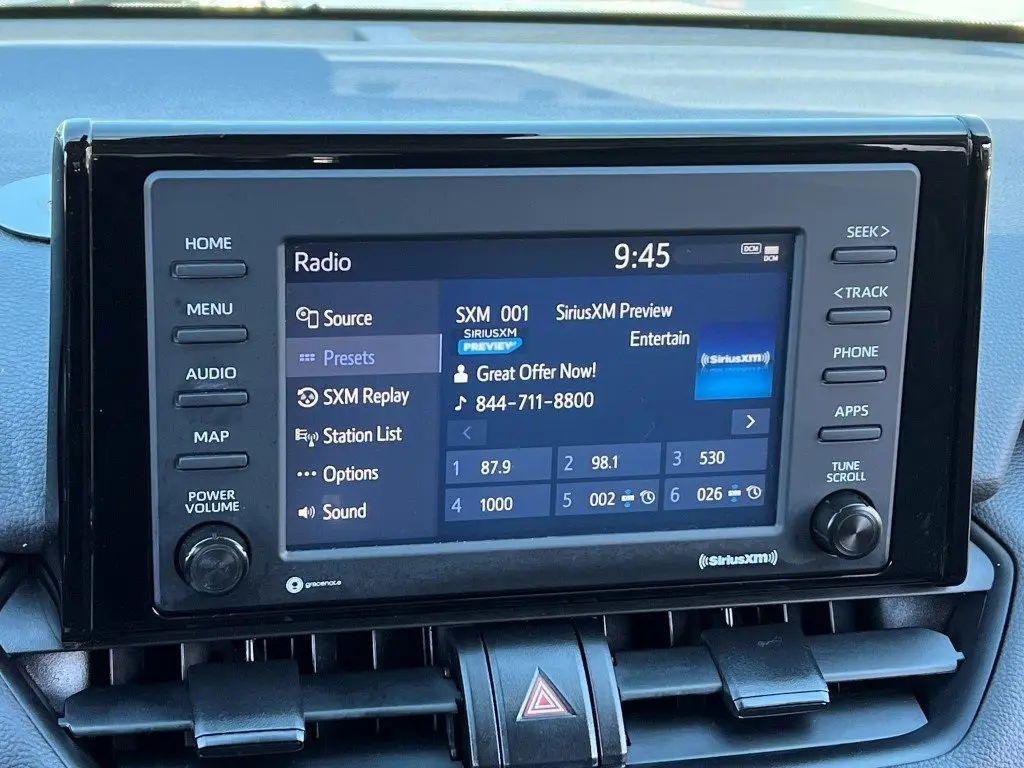 HOME
MENU
AUDIO
MAP
POWER
VOLUME
Radio
9:45
DCM
DCM
Source
Presets
SXM Replay
Station List
Options
Sound
SXM 001 SiriusXM Preview
SIRIUSXM
PREVIEW
Entertain
((SiriusXM))
Great Offer Now!
844-711-8800
<
>
1 87.9
2 98.1
3 530
4 1000
5 002
6 026
SEEK >
< TRACK
PHONE
APPS
TUNE
SCROLL
gracenote
((SiriusXM))